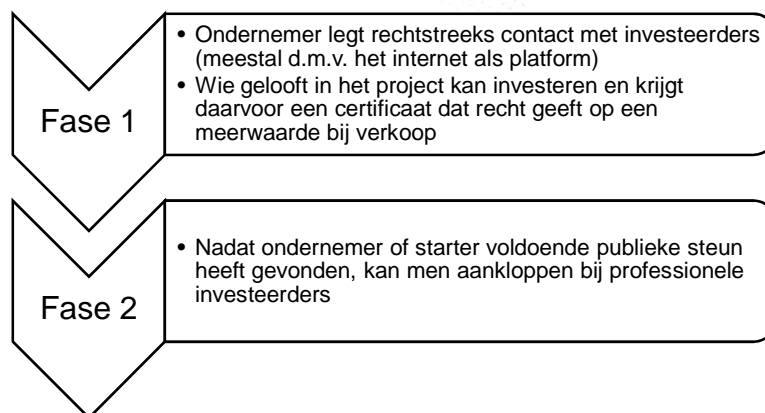 Fase 1
• Ondernemer legt rechtstreeks contact met investeerders
(meestal d.m.v. het internet als platform)
• Wie gelooft in het project kan investeren en krijgt
daarvoor een certificaat dat recht geeft op een
meerwaarde bij verkoop
Fase 2
• Nadat ondernemer of starter voldoende publieke steun
heeft gevonden, kan men aankloppen bij professionele
investeerders